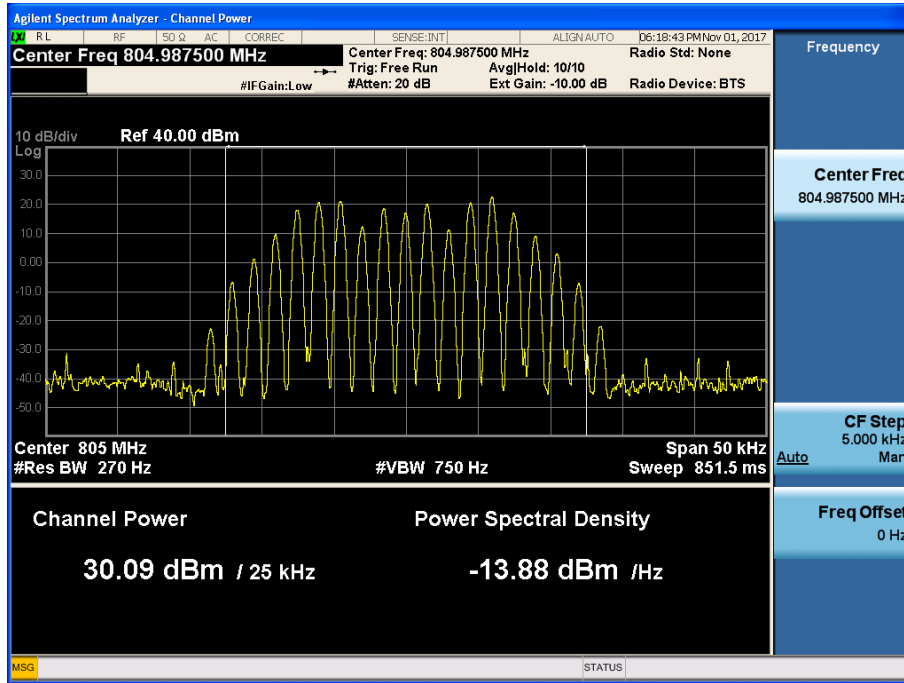 Agilent Spectrum Analyzer - Channel Power
LXI RL RF 50 Ω AC CORREC SENSE:INT ALIGNAUTO 06:18:43 PM Nov 01, 2017
Center Freq 804.987500 MHz
Center Freq: 804.987500 MHz
Radio Std: None
Trig: Free Run
Avg|Hold: 10/10
#IFGain:Low
#Atten: 20 dB
Ext Gain: -10.00 dB
Radio Device: BTS
10 dB/div
Ref 40.00 dBm
Log
30.0
20.0
10.0
0.00
-10.0
-20.0
-30.0
-40.0
-50.0
Center 805 MHz
Span 50 kHz
#Res BW 270 Hz
#VBW 750 Hz
Sweep 851.5 ms
Channel Power
Power Spectral Density
30.09 dBm / 25 kHz
-13.88 dBm /Hz
MSG
STATUS
Frequency
Center Freq
804.987500 MHz
CF Step
5.000 kHz
Auto Man
Freq Offset
0 Hz